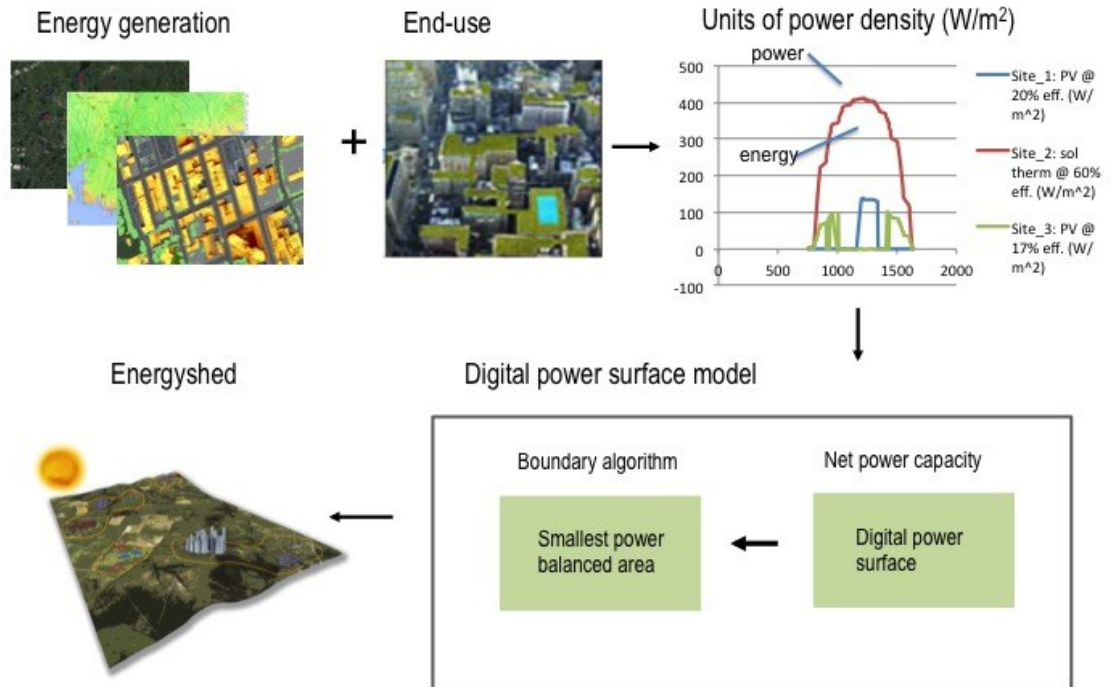 Energy generation
End-use
Units of power density (W/m2)
+
power
energy
500
400
300
200
100
0
-100
0
500
1000
1500
2000
Site_1: PV @
20% eff. (W/
m^2)
Site_2: sol
therm @ 60%
eff. (W/m^2)
Site_3: PV @
17% eff. (W/
m^2)
Energyshed
Digital power surface model
Boundary algorithm
Net power capacity
Smallest power
balanced area
Digital power
surface